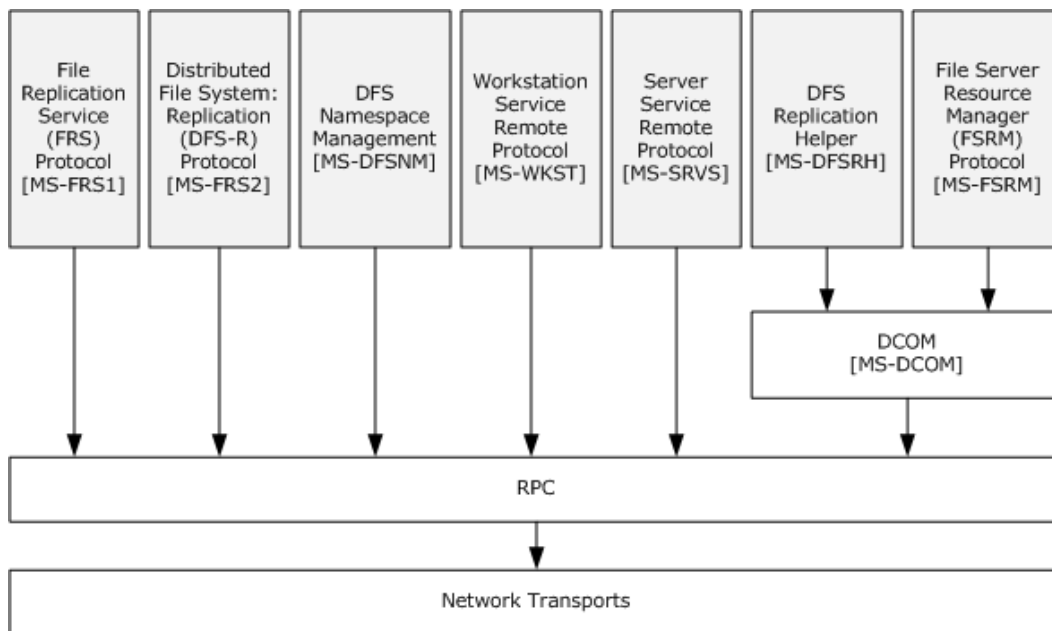 File
Replication
Service
(FRS)
Protocol
[MS-FRS1]
Distributed
File System:
Replication
(DFS-R)
Protocol
[MS-FRS2]
DFS
Namespace
Management
[MS-DFSNM]
Workstation
Service
Remote
Protocol
[MS-WKST]
Server
Service
Remote
Protocol
[MS-SRVS]
DFS
Replication
Helper
[MS-DFSRH]
File Server
Resource
Manager
(FSRM)
Protocol
[MS-FSRM]
DCOM
[MS-DCOM]
RPC
Network Transports